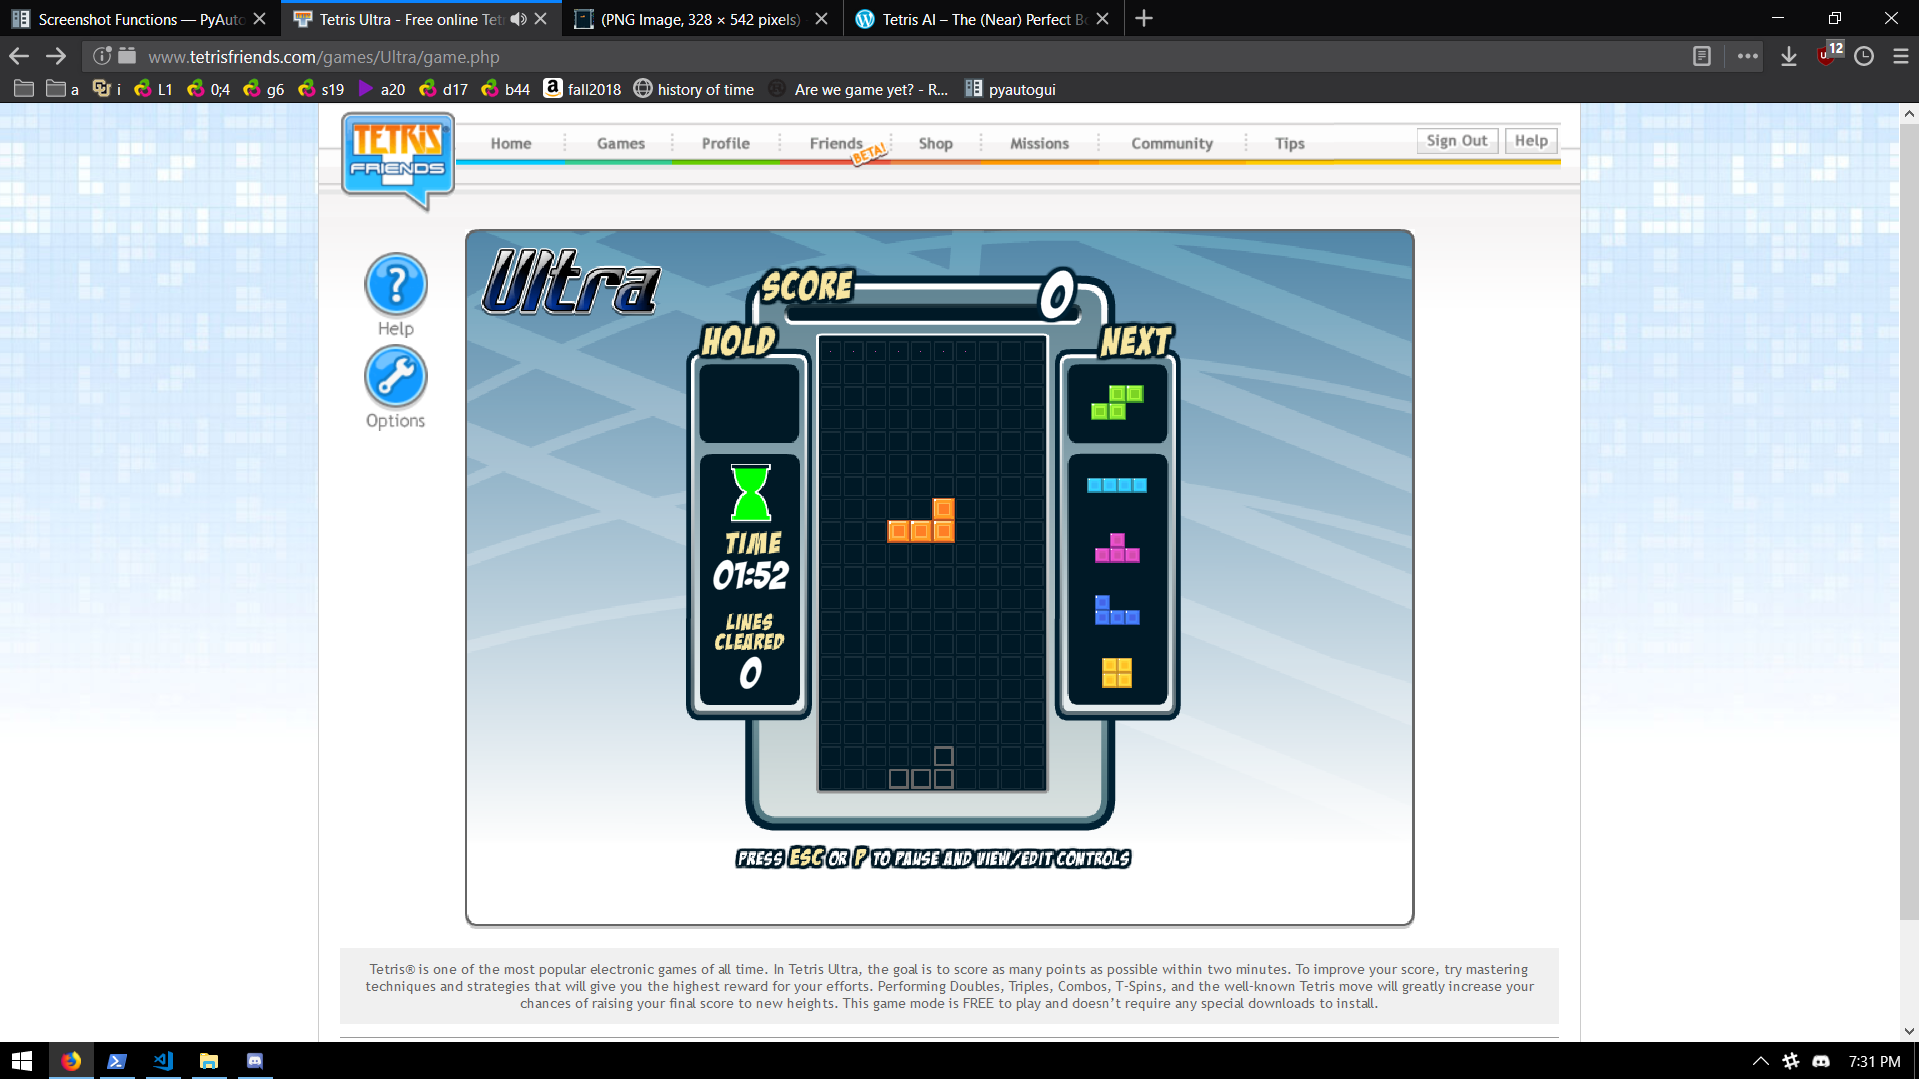 Screenshot Functions — PyAuto
Tetris Ultra - Free online Tet
(PNG Image, 328 × 542 pixels)
Tetris AI – The (Near) Perfect B
www.tetrisfriends.com/games/Ultra/game.php
12
a
i
L1
0;4
g6
s19
a20
d17
b44
fall2018
history of time
Are we game yet? - R...
pyautogui
TETRIS
FRIENDS
Home
Games
Profile
Friends
BETA!
Shop
Missions
Community
Tips
Sign Out
Help
Help
Options
Ultra
SCORE
0
HOLD
NEXT
TIME
01:52
LINES
CLEARED
0
PRESS ESC OR P TO PAUSE AND VIEW/EDIT CONTROLS
Tetris® is one of the most popular electronic games of all time. In Tetris Ultra, the goal is to score as many points as possible within two minutes. To improve your score, try mastering
techniques and strategies that will give you the highest reward for your efforts. Performing Doubles, Triples, Combos, T-Spins, and the well-known Tetris move will greatly increase your
chances of raising your final score to new heights. This game mode is FREE to play and doesn't require any special downloads to install.
7:31 PM